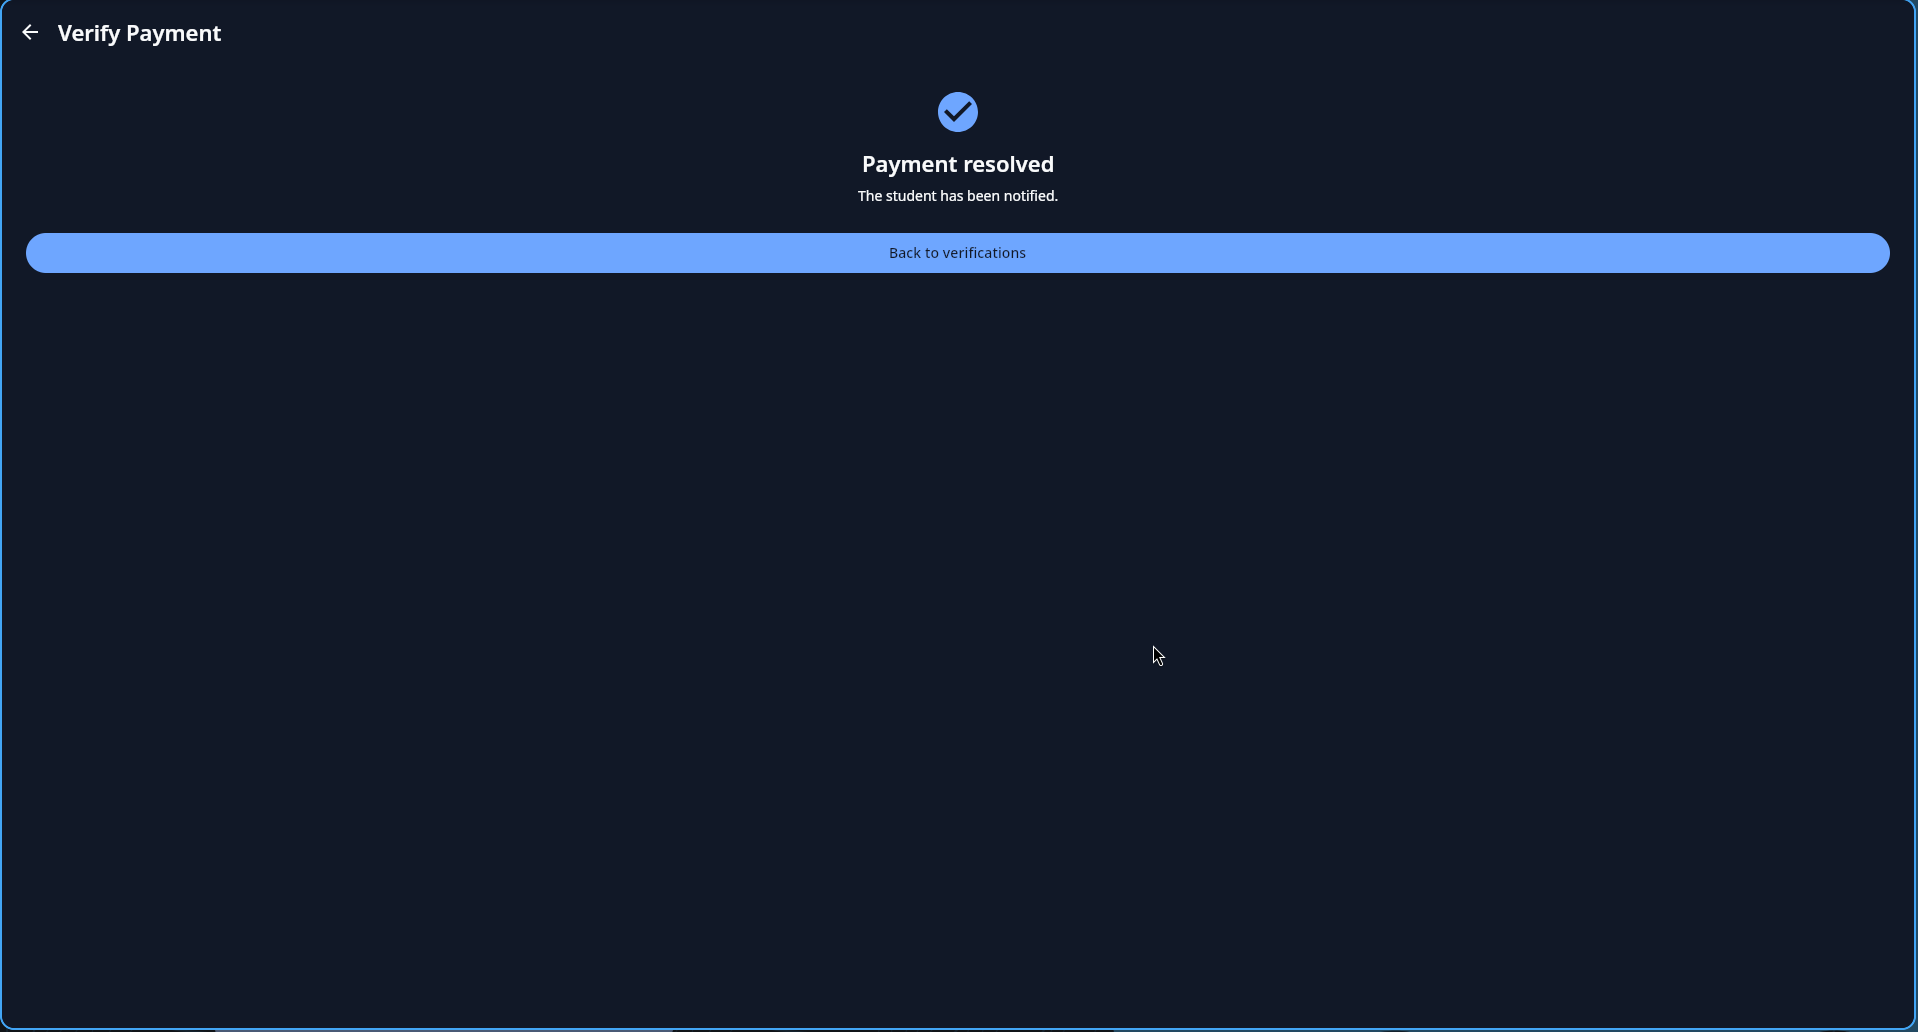 Verify Payment
Payment resolved
The student has been notified.
Back to verifications